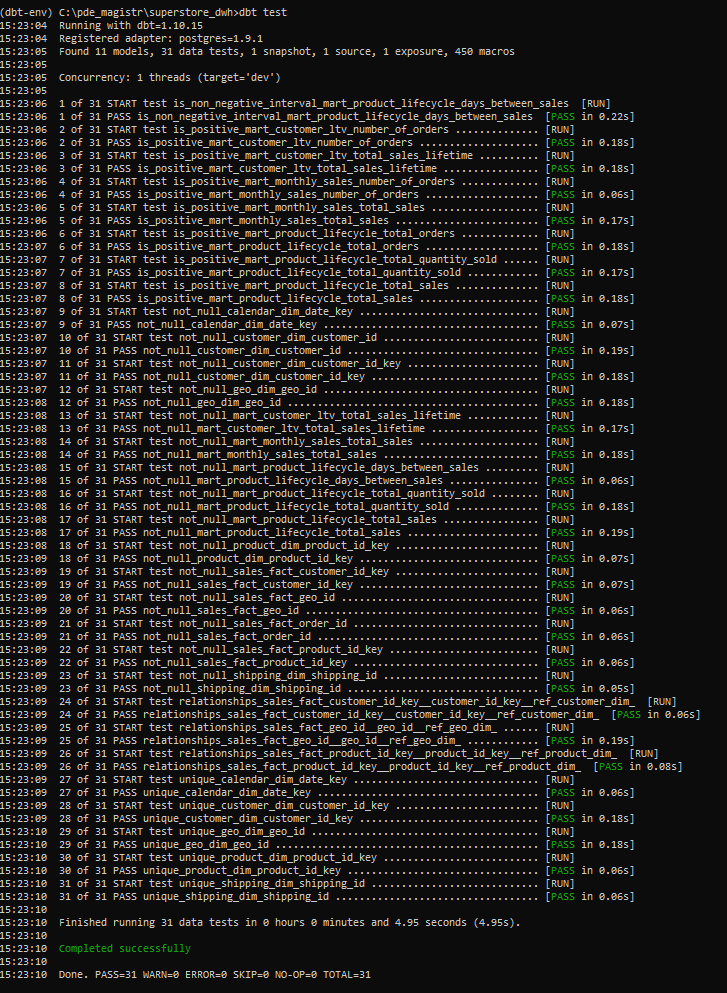 (dbt-env) C:\pde_magistr\superstore_dwh>dbt test
15:23:04  Running with dbt=1.10.15
15:23:04  Registered adapter: postgres=1.9.1
15:23:05  Found 11 models, 31 data tests, 1 snapshot, 1 source, 1 exposure, 450 macros
15:23:05
15:23:05  Concurrency: 1 threads (target='dev')
15:23:05
15:23:06  1 of 31 START test is_non_negative_interval_mart_product_lifecycle_days_between_sales  [RUN]
15:23:06  1 of 31 PASS is_non_negative_interval_mart_product_lifecycle_days_between_sales  [PASS in 0.22s]
15:23:06  2 of 31 START test is_positive_mart_customer_ltv_number_of_orders .............. [RUN]
15:23:06  2 of 31 PASS is_positive_mart_customer_ltv_number_of_orders ................... [PASS in 0.18s]
15:23:06  3 of 31 START test is_positive_mart_customer_ltv_total_sales_lifetime .......... [RUN]
15:23:06  3 of 31 PASS is_positive_mart_customer_ltv_total_sales_lifetime ............... [PASS in 0.18s]
15:23:06  4 of 31 START test is_positive_mart_monthly_sales_number_of_orders ............. [RUN]
15:23:06  4 of 31 PASS is_positive_mart_monthly_sales_number_of_orders .................. [PASS in 0.06s]
15:23:06  5 of 31 START test is_positive_mart_monthly_sales_total_sales .................. [RUN]
15:23:06  5 of 31 PASS is_positive_mart_monthly_sales_total_sales ....................... [PASS in 0.17s]
15:23:06  6 of 31 START test is_positive_mart_product_lifecycle_total_orders ............. [RUN]
15:23:07  6 of 31 PASS is_positive_mart_product_lifecycle_total_orders .................. [PASS in 0.18s]
15:23:07  7 of 31 START test is_positive_mart_product_lifecycle_total_quantity_sold ...... [RUN]
15:23:07  7 of 31 PASS is_positive_mart_product_lifecycle_total_quantity_sold ........... [PASS in 0.17s]
15:23:07  8 of 31 START test is_positive_mart_product_lifecycle_total_sales .............. [RUN]
15:23:07  8 of 31 PASS is_positive_mart_product_lifecycle_total_sales ................... [PASS in 0.18s]
15:23:07  9 of 31 START test not_null_calendar_dim_date_key .............................. [RUN]
15:23:07  9 of 31 PASS not_null_calendar_dim_date_key ................................... [PASS in 0.07s]
15:23:07  10 of 31 START test not_null_customer_dim_customer_id .......................... [RUN]
15:23:07  10 of 31 PASS not_null_customer_dim_customer_id ............................... [PASS in 0.19s]
15:23:07  11 of 31 START test not_null_customer_dim_customer_id_key ...................... [RUN]
15:23:07  11 of 31 PASS not_null_customer_dim_customer_id_key ........................... [PASS in 0.18s]
15:23:07  12 of 31 START test not_null_geo_dim_geo_id .................................... [RUN]
15:23:08  12 of 31 PASS not_null_geo_dim_geo_id ......................................... [PASS in 0.18s]
15:23:08  13 of 31 START test not_null_mart_customer_ltv_total_sales_lifetime ............ [RUN]
15:23:08  13 of 31 PASS not_null_mart_customer_ltv_total_sales_lifetime ................. [PASS in 0.17s]
15:23:08  14 of 31 START test not_null_mart_monthly_sales_total_sales .................... [RUN]
15:23:08  14 of 31 PASS not_null_mart_monthly_sales_total_sales ......................... [PASS in 0.18s]
15:23:08  15 of 31 START test not_null_mart_product_lifecycle_days_between_sales ......... [RUN]
15:23:08  15 of 31 PASS not_null_mart_product_lifecycle_days_between_sales .............. [PASS in 0.06s]
15:23:08  16 of 31 START test not_null_mart_product_lifecycle_total_quantity_sold ........ [RUN]
15:23:08  16 of 31 PASS not_null_mart_product_lifecycle_total_quantity_sold ............. [PASS in 0.18s]
15:23:08  17 of 31 START test not_null_mart_product_lifecycle_total_sales ................ [RUN]
15:23:08  17 of 31 PASS not_null_mart_product_lifecycle_total_sales ..................... [PASS in 0.19s]
15:23:08  18 of 31 START test not_null_product_dim_product_id_key ........................ [RUN]
15:23:09  18 of 31 PASS not_null_product_dim_product_id_key ............................. [PASS in 0.07s]
15:23:09  19 of 31 START test not_null_sales_fact_customer_id_key ........................ [RUN]
15:23:09  19 of 31 PASS not_null_sales_fact_customer_id_key ............................. [PASS in 0.07s]
15:23:09  20 of 31 START test not_null_sales_fact_geo_id ................................. [RUN]
15:23:09  20 of 31 PASS not_null_sales_fact_geo_id ...................................... [PASS in 0.06s]
15:23:09  21 of 31 START test not_null_sales_fact_order_id ............................... [RUN]
15:23:09  21 of 31 PASS not_null_sales_fact_order_id .................................... [PASS in 0.06s]
15:23:09  22 of 31 START test not_null_sales_fact_product_id_key ......................... [RUN]
15:23:09  22 of 31 PASS not_null_sales_fact_product_id_key .............................. [PASS in 0.06s]
15:23:09  23 of 31 START test not_null_shipping_dim_shipping_id .......................... [RUN]
15:23:09  23 of 31 PASS not_null_shipping_dim_shipping_id ............................... [PASS in 0.05s]
15:23:09  24 of 31 START test relationships_sales_fact_customer_id_key__customer_id_key__ref_customer_dim_  [RUN]
15:23:09  24 of 31 PASS relationships_sales_fact_customer_id_key__customer_id_key__ref_customer_dim_  [PASS in 0.06s]
15:23:09  25 of 31 START test relationships_sales_fact_geo_id__geo_id__ref_geo_dim_ ...... [RUN]
15:23:09  25 of 31 PASS relationships_sales_fact_geo_id__geo_id__ref_geo_dim_ ........... [PASS in 0.19s]
15:23:09  26 of 31 START test relationships_sales_fact_product_id_key__product_id_key__ref_product_dim_  [RUN]
15:23:09  26 of 31 PASS relationships_sales_fact_product_id_key__product_id_key__ref_product_dim_  [PASS in 0.08s]
15:23:09  27 of 31 START test unique_calendar_dim_date_key ............................... [RUN]
15:23:09  27 of 31 PASS unique_calendar_dim_date_key .................................... [PASS in 0.06s]
15:23:09  28 of 31 START test unique_customer_dim_customer_id_key ........................ [RUN]
15:23:09  28 of 31 PASS unique_customer_dim_customer_id_key ............................. [PASS in 0.18s]
15:23:10  29 of 31 START test unique_geo_dim_geo_id ...................................... [RUN]
15:23:10  29 of 31 PASS unique_geo_dim_geo_id ........................................... [PASS in 0.18s]
15:23:10  30 of 31 START test unique_product_dim_product_id_key .......................... [RUN]
15:23:10  30 of 31 PASS unique_product_dim_product_id_key ............................... [PASS in 0.06s]
15:23:10  31 of 31 START test unique_shipping_dim_shipping_id ............................ [RUN]
15:23:10  31 of 31 PASS unique_shipping_dim_shipping_id ................................. [PASS in 0.06s]
15:23:10
15:23:10  Finished running 31 data tests in 0 hours 0 minutes and 4.95 seconds (4.95s).
15:23:10
15:23:10  Completed successfully
15:23:10
15:23:10  Done. PASS=31 WARN=0 ERROR=0 SKIP=0 NO-OP=0 TOTAL=31